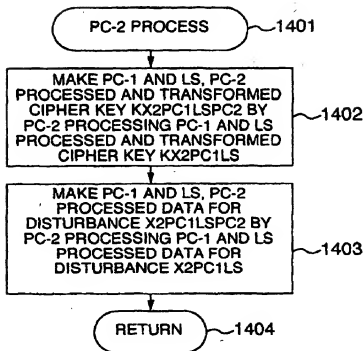 PC-2 PROCESS
1401
MAKE PC-1 AND LS, PC-2
PROCESSED AND TRANSFORMED
CIPHER KEY KX2PC1LSPC2 BY
PC-2 PROCESSING PC-1 AND LS
PROCESSED AND TRANSFORMED
CIPHER KEY KX2PC1LS
1402
MAKE PC-1 AND LS, PC-2
PROCESSED DATA FOR
DISTURBANCE X2PC1LSPC2 BY
PC-2 PROCESSING PC-1 AND LS
PROCESSED DATA FOR
DISTURBANCE X2PC1LS
1403
RETURN
1404